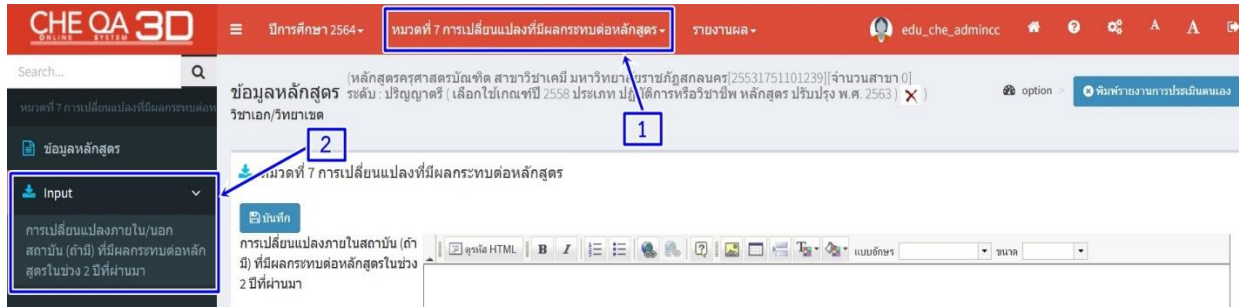 CHE QA 3D
ONLINE SYSTEM
ปีการศึกษา 2564
หมวดที่ 7 การเปลี่ยนแปลงที่มีผลกระทบต่อหลักสูตร
รายงานผล
edu_che_admincc
A A
Search...
หมวดที่ 7 การเปลี่ยนแปลงที่มีผลกระทบต่อห
ข้อมูลหลักสูตร
Input
การเปลี่ยนแปลงภายใน/นอก
สถาบัน (ถ้ามี) ที่มีผลกระทบต่อหลัก
สูตรในช่วง 2 ปีที่ผ่านมา
ข้อมูลหลักสูตร
(หลักสูตรครุศาสตรบัณฑิต สาขาวิชาเคมี มหาวิทยาลัยราชภัฏสกลนคร[25531751101239][จำนวนสาขา 0]
ระดับ : ปริญญาตรี ( เลือกใช้เกณฑ์ปี 2558 ประเภท ปฏิบัติการหรือวิชาชีพ หลักสูตร ปรับปรุง พ.ศ. 2563 ) )
วิชาเอก/วิทยาเขต
option >
พิมพ์รายงานการประเมินตนเอง
1
2
หมวดที่ 7 การเปลี่ยนแปลงที่มีผลกระทบต่อหลักสูตร
บันทึก
การเปลี่ยนแปลงภายในสถาบัน (ถ้า
มี) ที่มีผลกระทบต่อหลักสูตรในช่วง
2 ปีที่ผ่านมา
ดูรหัส HTML B I แบบอักษร ขนาด